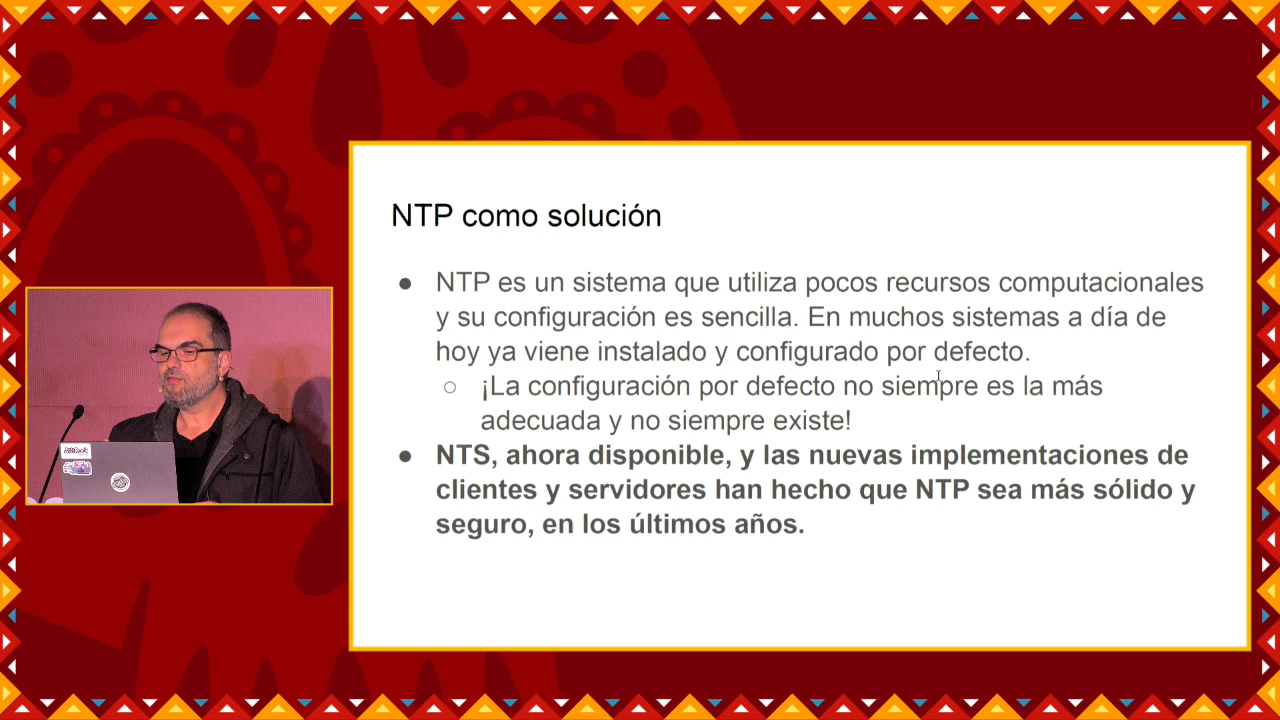 NTP como solución
● NTP es un sistema que utiliza pocos recursos computacionales
y su configuración es sencilla. En muchos sistemas a día de
hoy ya viene instalado y configurado por defecto.
○ ¡La configuración por defecto no siempre es la más
adecuada y no siempre existe!
● NTS, ahora disponible, y las nuevas implementaciones de
clientes y servidores han hecho que NTP sea más sólido y
seguro, en los últimos años.